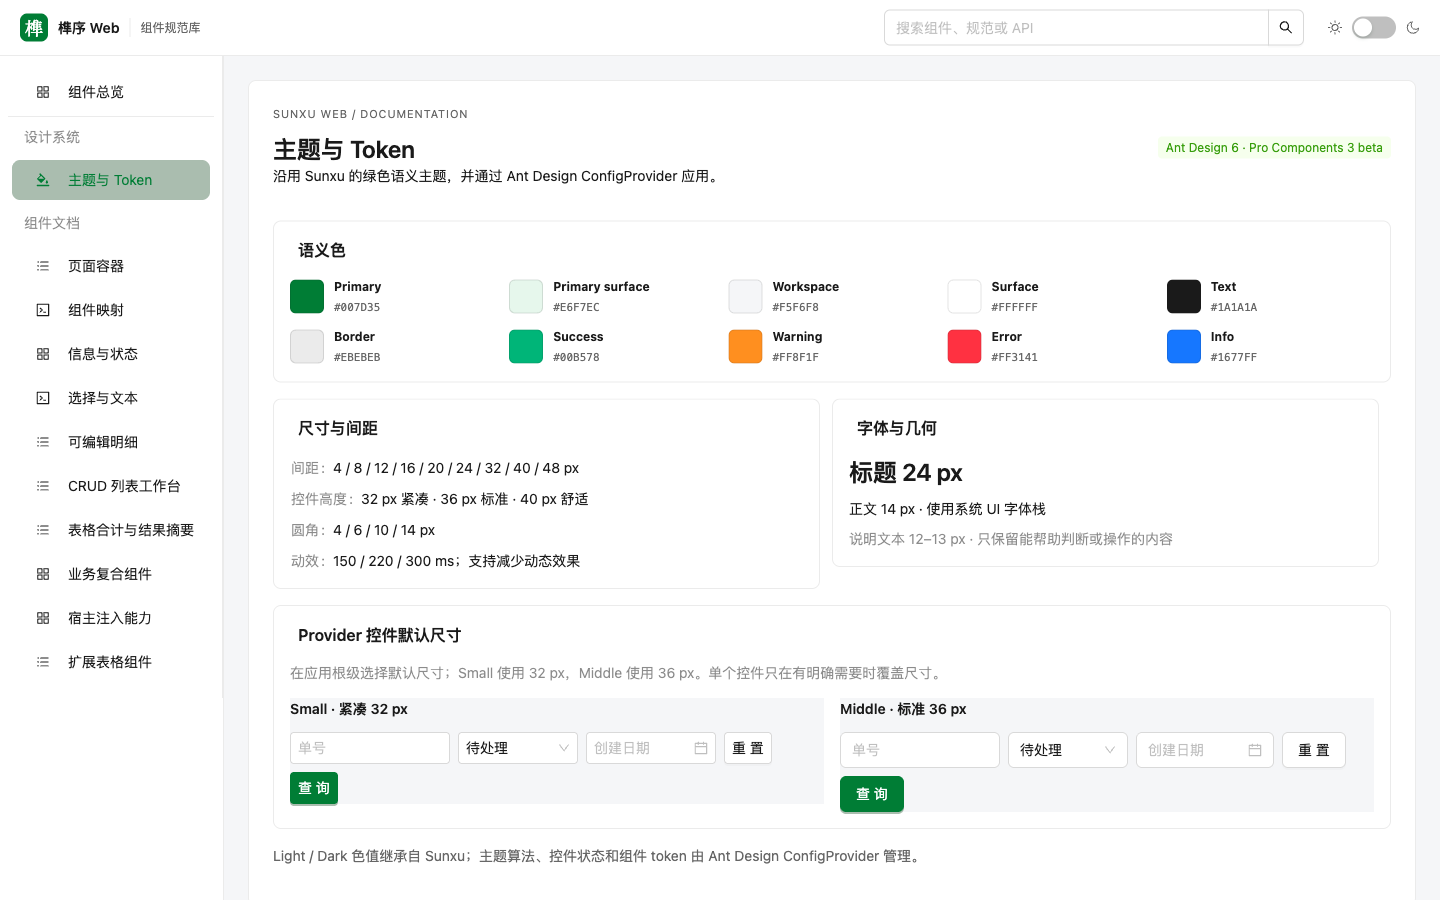 榫 榫序 Web 组件规范库 搜索组件、规范或 API
组件总览
设计系统
主题与 Token
组件文档
页面容器
组件映射
信息与状态
选择与文本
可编辑明细
CRUD 列表工作台
表格合计与结果摘要
业务复合组件
宿主注入能力
扩展表格组件
SUNXU WEB / DOCUMENTATION
主题与 Token
Ant Design 6 · Pro Components 3 beta
沿用 Sunxu 的绿色语义主题，并通过 Ant Design ConfigProvider 应用。
语义色
Primary
#007D35
Primary surface
#E6F7EC
Workspace
#F5F6F8
Surface
#FFFFFF
Text
#1A1A1A
Border
#EBEBEB
Success
#00B578
Warning
#FF8F1F
Error
#FF3141
Info
#1677FF
尺寸与间距
间距：4 / 8 / 12 / 16 / 20 / 24 / 32 / 40 / 48 px
控件高度：32 px 紧凑 · 36 px 标准 · 40 px 舒适
圆角：4 / 6 / 10 / 14 px
动效：150 / 220 / 300 ms；支持减少动态效果
字体与几何
标题 24 px
正文 14 px · 使用系统 UI 字体栈
说明文本 12–13 px · 只保留能帮助判断或操作的内容
Provider 控件默认尺寸
在应用根级选择默认尺寸；Small 使用 32 px，Middle 使用 36 px。单个控件只在有明确需要时覆盖尺寸。
Small · 紧凑 32 px
单号 待处理 创建日期 重 置
查 询
Middle · 标准 36 px
单号 待处理 创建日期 重 置
查 询
Light / Dark 色值继承自 Sunxu；主题算法、控件状态和组件 token 由 Ant Design ConfigProvider 管理。